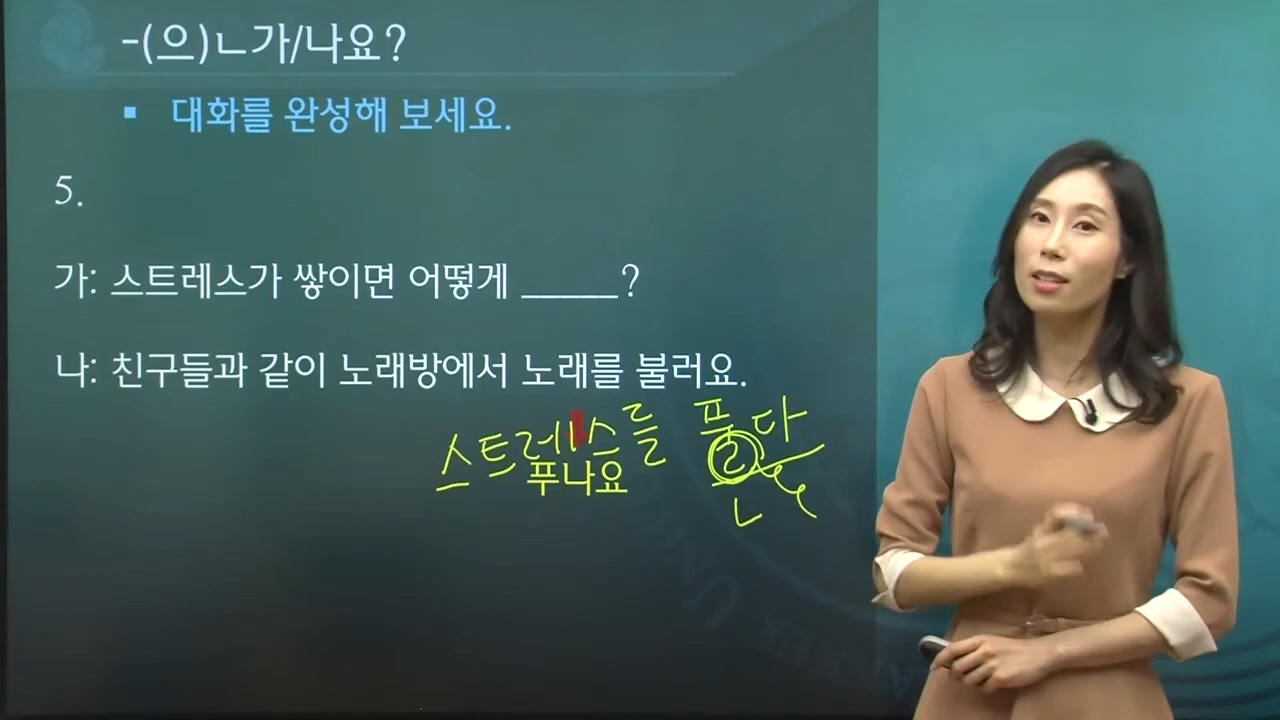 -(으)ㄴ가/나요?
▪ 대화를 완성해 보세요.
5.
가: 스트레스가 쌓이면 어떻게 _____?
나: 친구들과 같이 노래방에서 노래를 불러요.
스트레스를 푼다
푸나요
ㄹ
ㄴ